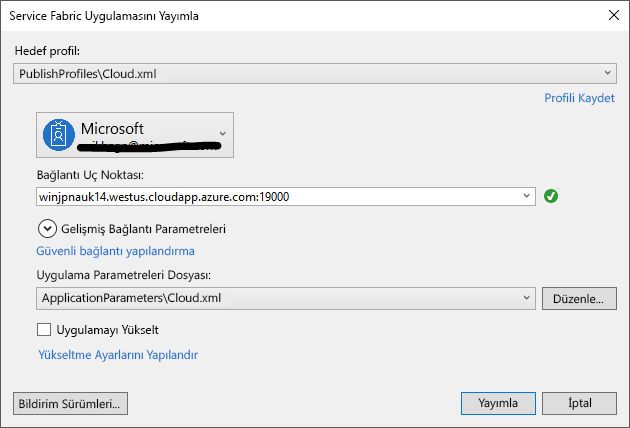 Service Fabric Uygulamasını Yayımla
Hedef profil:
PublishProfiles\Cloud.xml
Profili Kaydet
Microsoft
Bağlantı Uç Noktası:
winjpnauk14.westus.cloudapp.azure.com:19000
Gelişmiş Bağlantı Parametreleri
Güvenli bağlantı yapılandırma
Uygulama Parametreleri Dosyası:
ApplicationParameters\Cloud.xml
Düzenle...
Uygulamayı Yükselt
Yükseltme Ayarlarını Yapılandır
Bildirim Sürümleri...
Yayımla
İptal